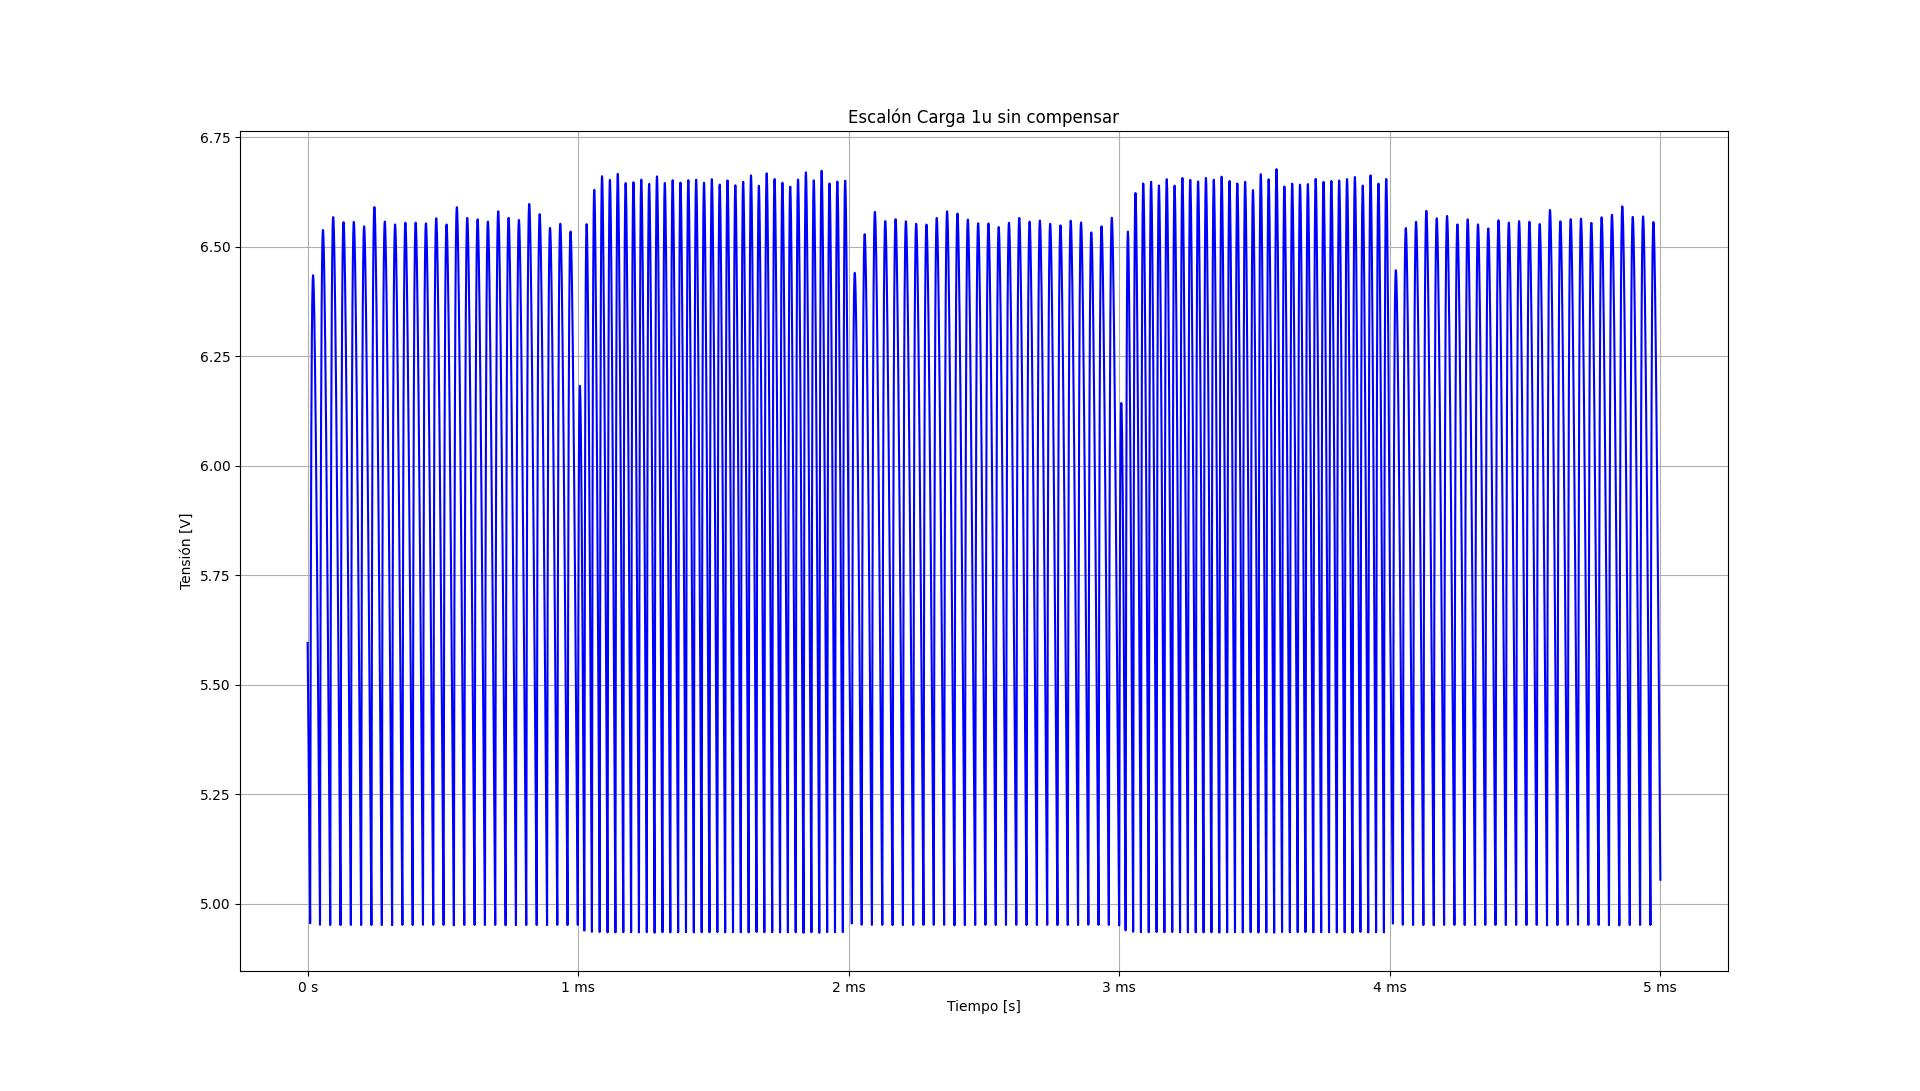 Escalón Carga 1u sin compensar
6.75
6.50
6.25
6.00
5.75
5.50
5.25
5.00
Tensión [V]
0 s 1 ms 2 ms 3 ms 4 ms 5 ms
Tiempo [s]